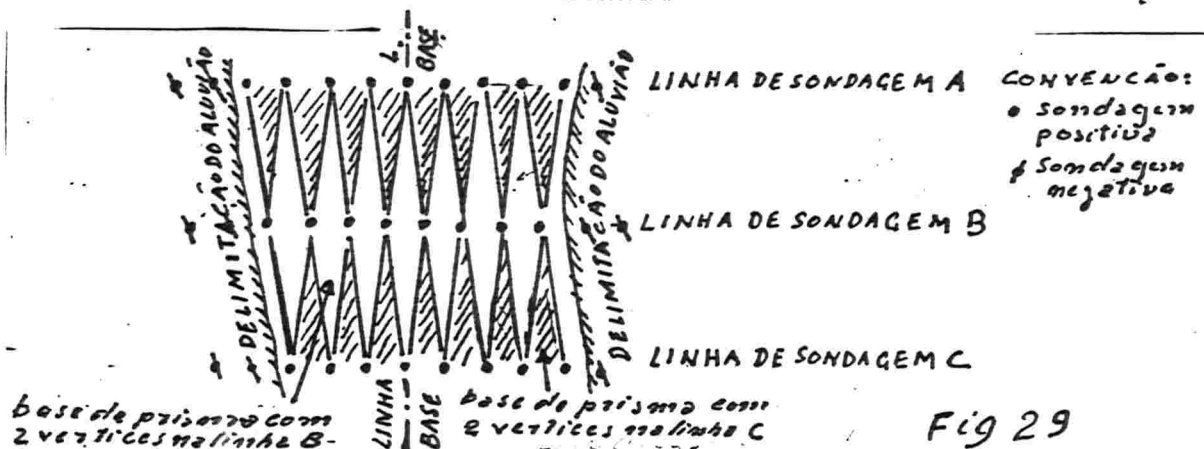 L. BASE
DELIMITAÇÃO DO ALUVIÃO
DELIMITAÇÃO DO ALUVIÃO
LINHA DE SONDAGEM A
CONVENCÃO:
sondagem
positiva
Sondagem
negativa
LINHA DE SONDAGEM B
LINHA DE SONDAGEM C
base de prisma com
2 vertices na linha B-
LINHA BASE
base de prisma com
2 vertices na linha C
Fig 29